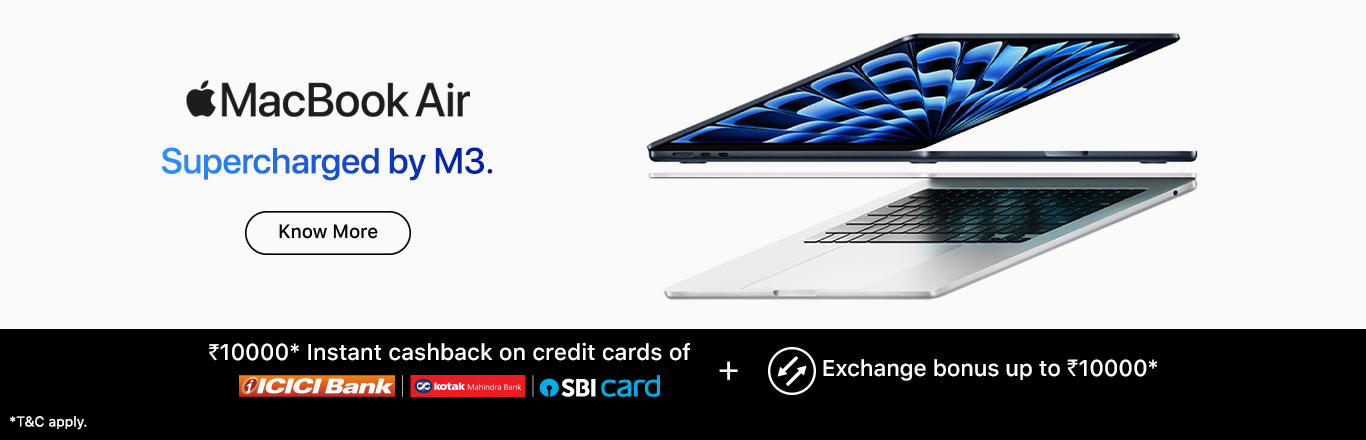 MacBook Air
Supercharged by M3.
Know More
₹10000* Instant cashback on credit cards of
ICICI Bank | kotak Mahindra Bank | SBI card
+
Exchange bonus up to ₹10000*
*T&C apply.